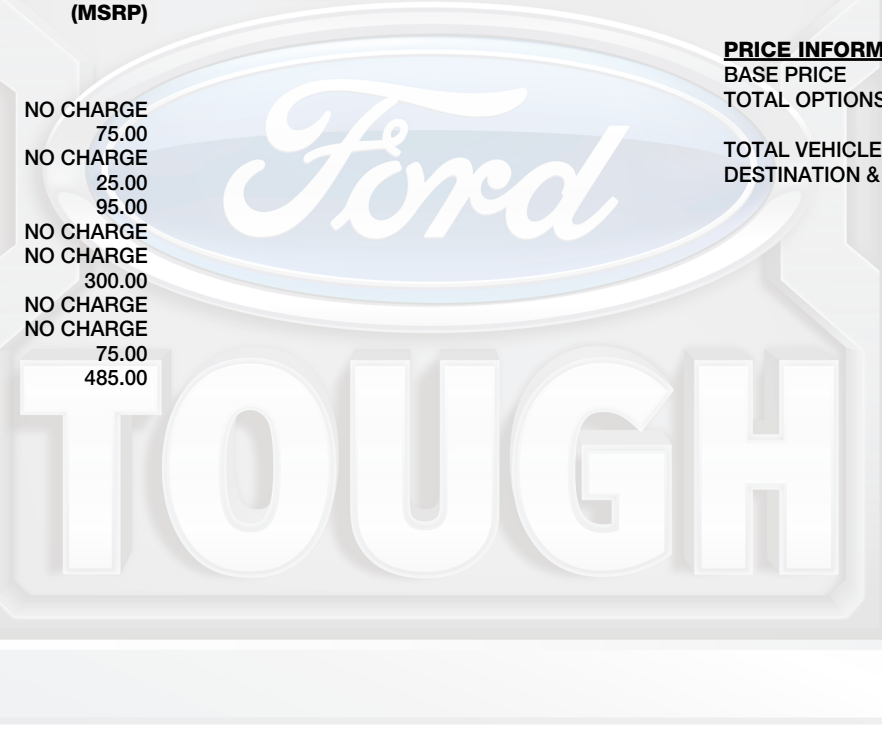 (MSRP)
NO CHARGE
75.00
NO CHARGE
25.00
95.00
NO CHARGE
NO CHARGE
300.00
NO CHARGE
NO CHARGE
75.00
485.00
PRICE INFORM
BASE PRICE
TOTAL OPTIONS
TOTAL VEHICLE
DESTINATION &
Ford
TOUGH